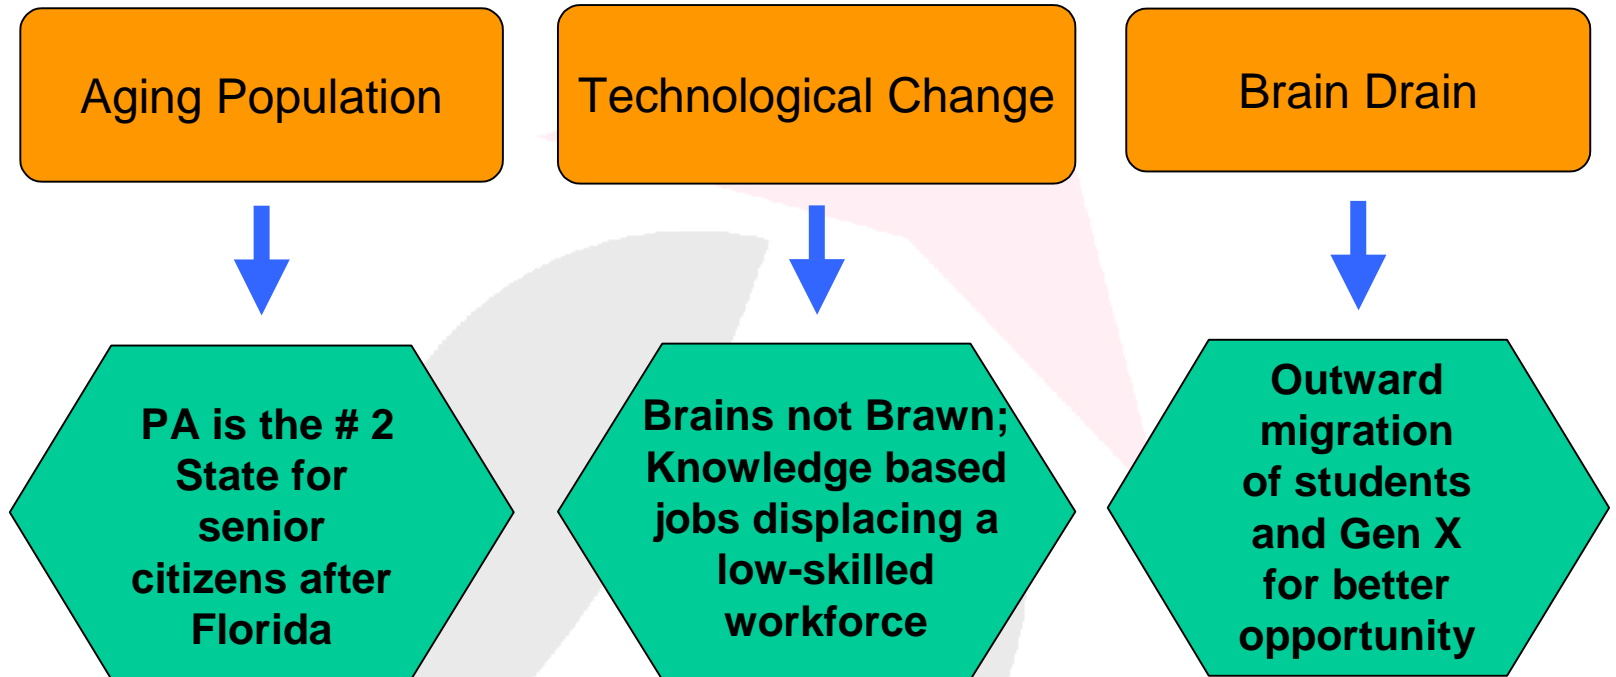 Aging Population
Technological Change
Brain Drain
PA is the # 2
State for
senior
citizens after
Florida
Brains not Brawn;
Knowledge based
jobs displacing a
low-skilled
workforce
Outward
migration
of students
and Gen X
for better
opportunity